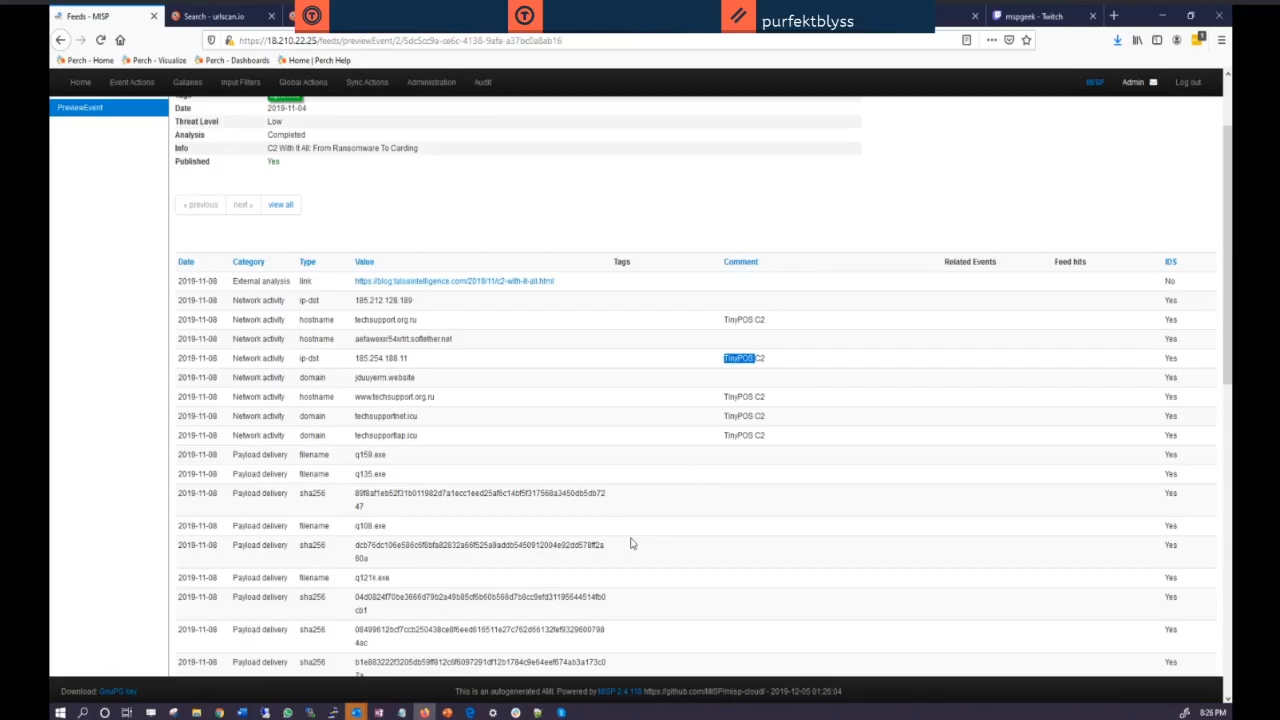 Feeds - MISP
Search - urlscan.io
purfektblyss
mspgeek - Twitch
https://18.210.22.25/feeds/previewEvent/2/5dc5cc9a-ce6c-4138-9afa-a37bc0a8ab16
Perch - Home Perch - Visualize Perch - Dashboards Home | Perch Help
Home Event Actions Galaxies Input Filters Global Actions Sync Actions Administration Audit MISP Admin Log out
PreviewEvent
Date 2019-11-04
Threat Level Low
Analysis Completed
Info C2 With It All: From Ransomware To Carding
Published Yes
« previous next » view all
Date Category Type Value Tags Comment Related Events Feed hits IDS
2019-11-08 External analysis link https://blog.talosintelligence.com/2019/11/c2-with-it-all.html No
2019-11-08 Network activity ip-dst 185.212.128.189 Yes
2019-11-08 Network activity hostname techsupport.org.ru TinyPOS C2 Yes
2019-11-08 Network activity hostname aefawexxr54xrtrt.softether.net Yes
2019-11-08 Network activity ip-dst 185.254.188.11 TinyPOS C2 Yes
2019-11-08 Network activity domain jduuyerm.website Yes
2019-11-08 Network activity hostname www.techsupport.org.ru TinyPOS C2 Yes
2019-11-08 Network activity domain techsupportnet.icu TinyPOS C2 Yes
2019-11-08 Network activity domain techsupportlap.icu TinyPOS C2 Yes
2019-11-08 Payload delivery filename q159.exe Yes
2019-11-08 Payload delivery filename q135.exe Yes
2019-11-08 Payload delivery sha256 89f8af1eb52f31b011982d7a1ecc1eed25af6c14bf5f317568a3450db5db72 Yes
47
2019-11-08 Payload delivery filename q108.exe Yes
2019-11-08 Payload delivery sha256 dcb76dc106e586c6f8bfa82832a66f525a9addb5450912004e92dd578ff2a Yes
60a
2019-11-08 Payload delivery filename q121k.exe Yes
2019-11-08 Payload delivery sha256 04d0824f70be3666d79b2a49b85cf6b60b566d7b8cc9efd31195644514fb0 Yes
cb1
2019-11-08 Payload delivery sha256 08499612bcf7ccb250438ce8f6eed616511e27c762d66132fef9329600798 Yes
4ac
2019-11-08 Payload delivery sha256 b1e883222f3205db59ff812c6f6097291df12b1784c9e64eef674ab3a173c0 Yes
Download: GnuPG key This is an autogenerated AMI. Powered by MISP 2.4.118 https://github.com/MISP/misp-cloud/ - 2019-12-05 01:26:04
8:26 PM